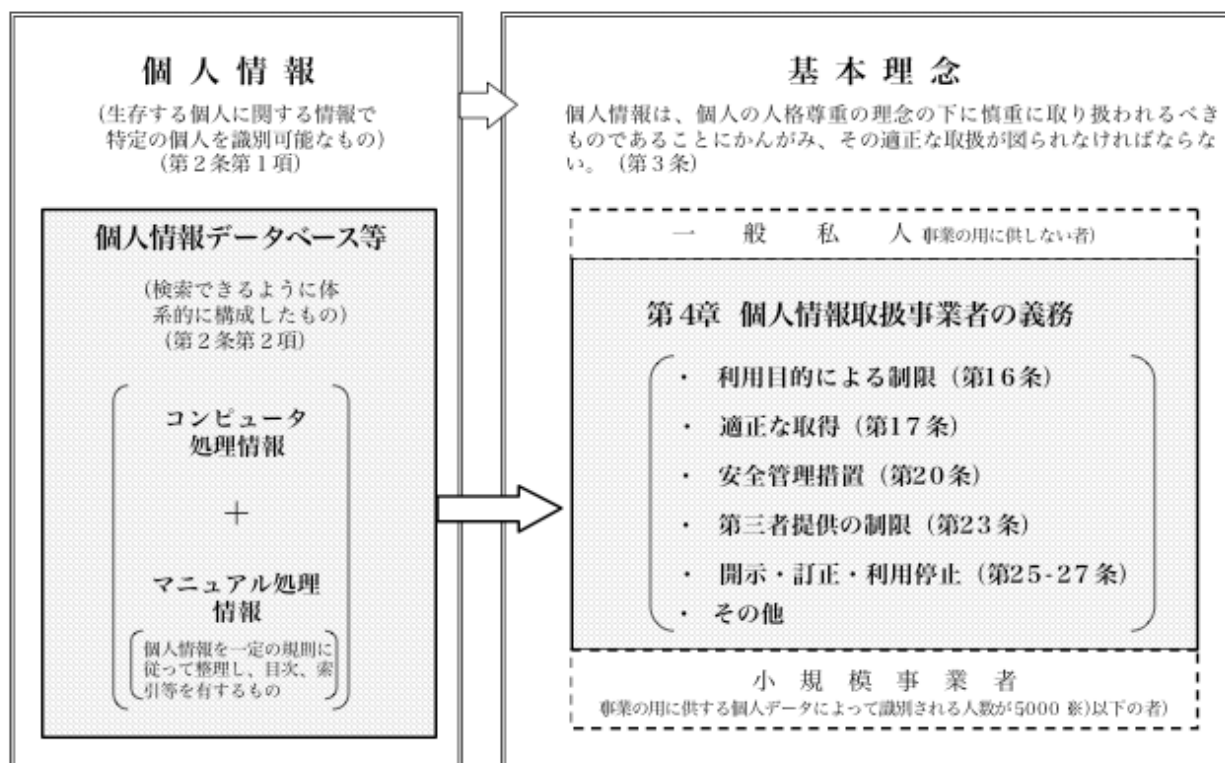 個人情報
(生存する個人に関する情報で
特定の個人を識別可能なもの)
(第2条第1項)
個人情報データベース等
(検索できるように体
系的に構成したもの)
(第2条第2項)
コンピュータ
処理情報
+
マニュアル処理
情報
個人情報を一定の規則に
従って整理し、目次、索
引等を有するもの
基本理念
個人情報は、個人の人格尊重の理念の下に慎重に取り扱われるべき
ものであることにかんがみ、その適正な取扱が図られなければならな
い。(第3条)
一般私人(事業の用に供しない者)
第4章 個人情報取扱事業者の義務
・ 利用目的による制限(第16条)
・ 適正な取得(第17条)
・ 安全管理措置(第20条)
・ 第三者提供の制限(第23条)
・ 開示・訂正・利用停止(第25-27条)
・ その他
小規模事業者
(事業の用に供する個人データによって識別される人数が5000(※)以下の者)